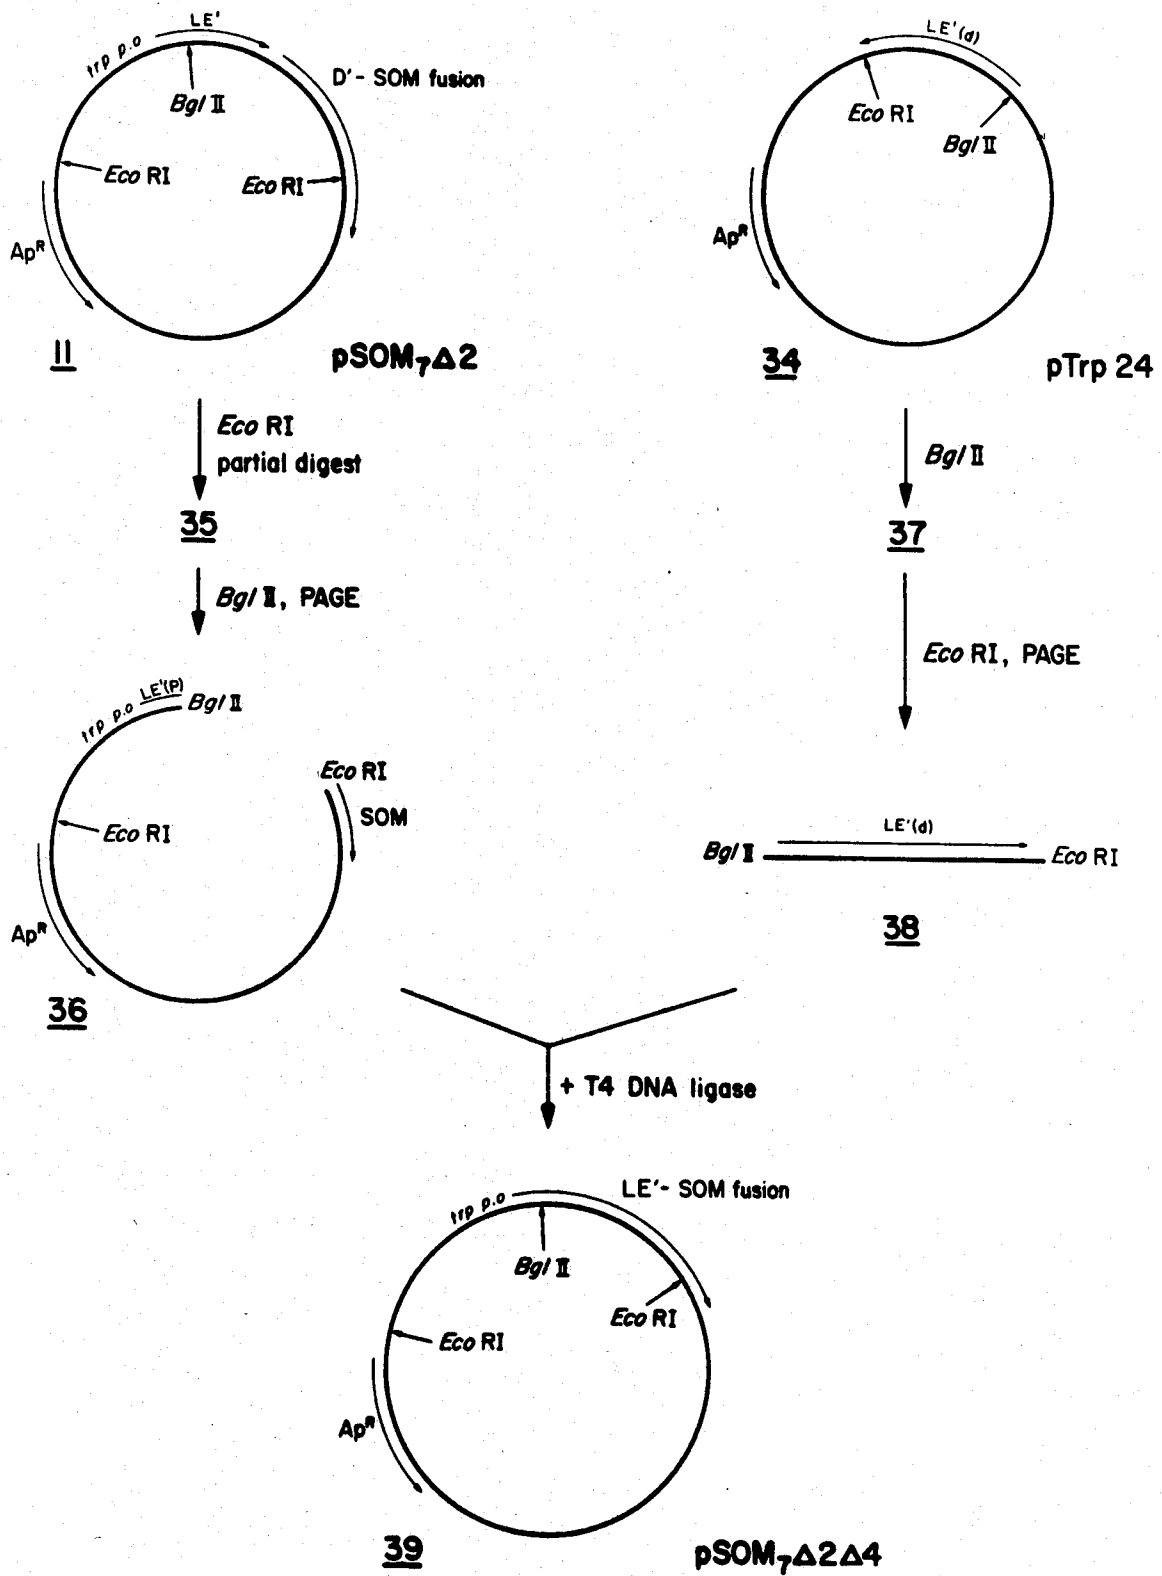 LE'
trp p.o
D'- SOM fusion
Bgl II
Eco RI
Eco RI
Ap^R
11
pSOM₇Δ2
LE'(d)
Eco RI
Bgl II
Ap^R
34
pTrp 24
Eco RI
partial digest
35
Bgl II, PAGE
Bgl II
37
Eco RI, PAGE
LE'(P)
trp p.o
Bgl II
Eco RI
SOM
Eco RI
Ap^R
36
LE'(d)
Bgl II
Eco RI
38
+ T4 DNA ligase
trp p.o
LE'- SOM fusion
Bgl II
Eco RI
Eco RI
Ap^R
39
pSOM₇Δ2Δ4